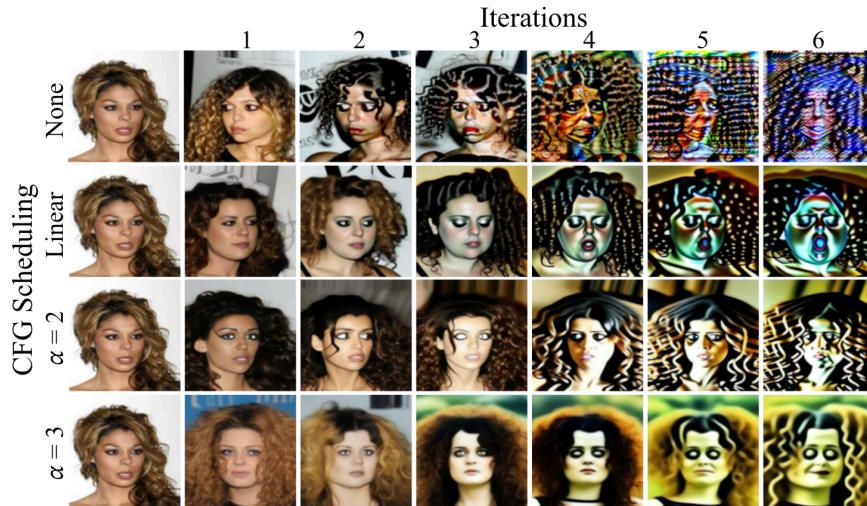 Iterations
1 2 3 4 5 6
CFG Scheduling
None
Linear
α = 2
α = 3